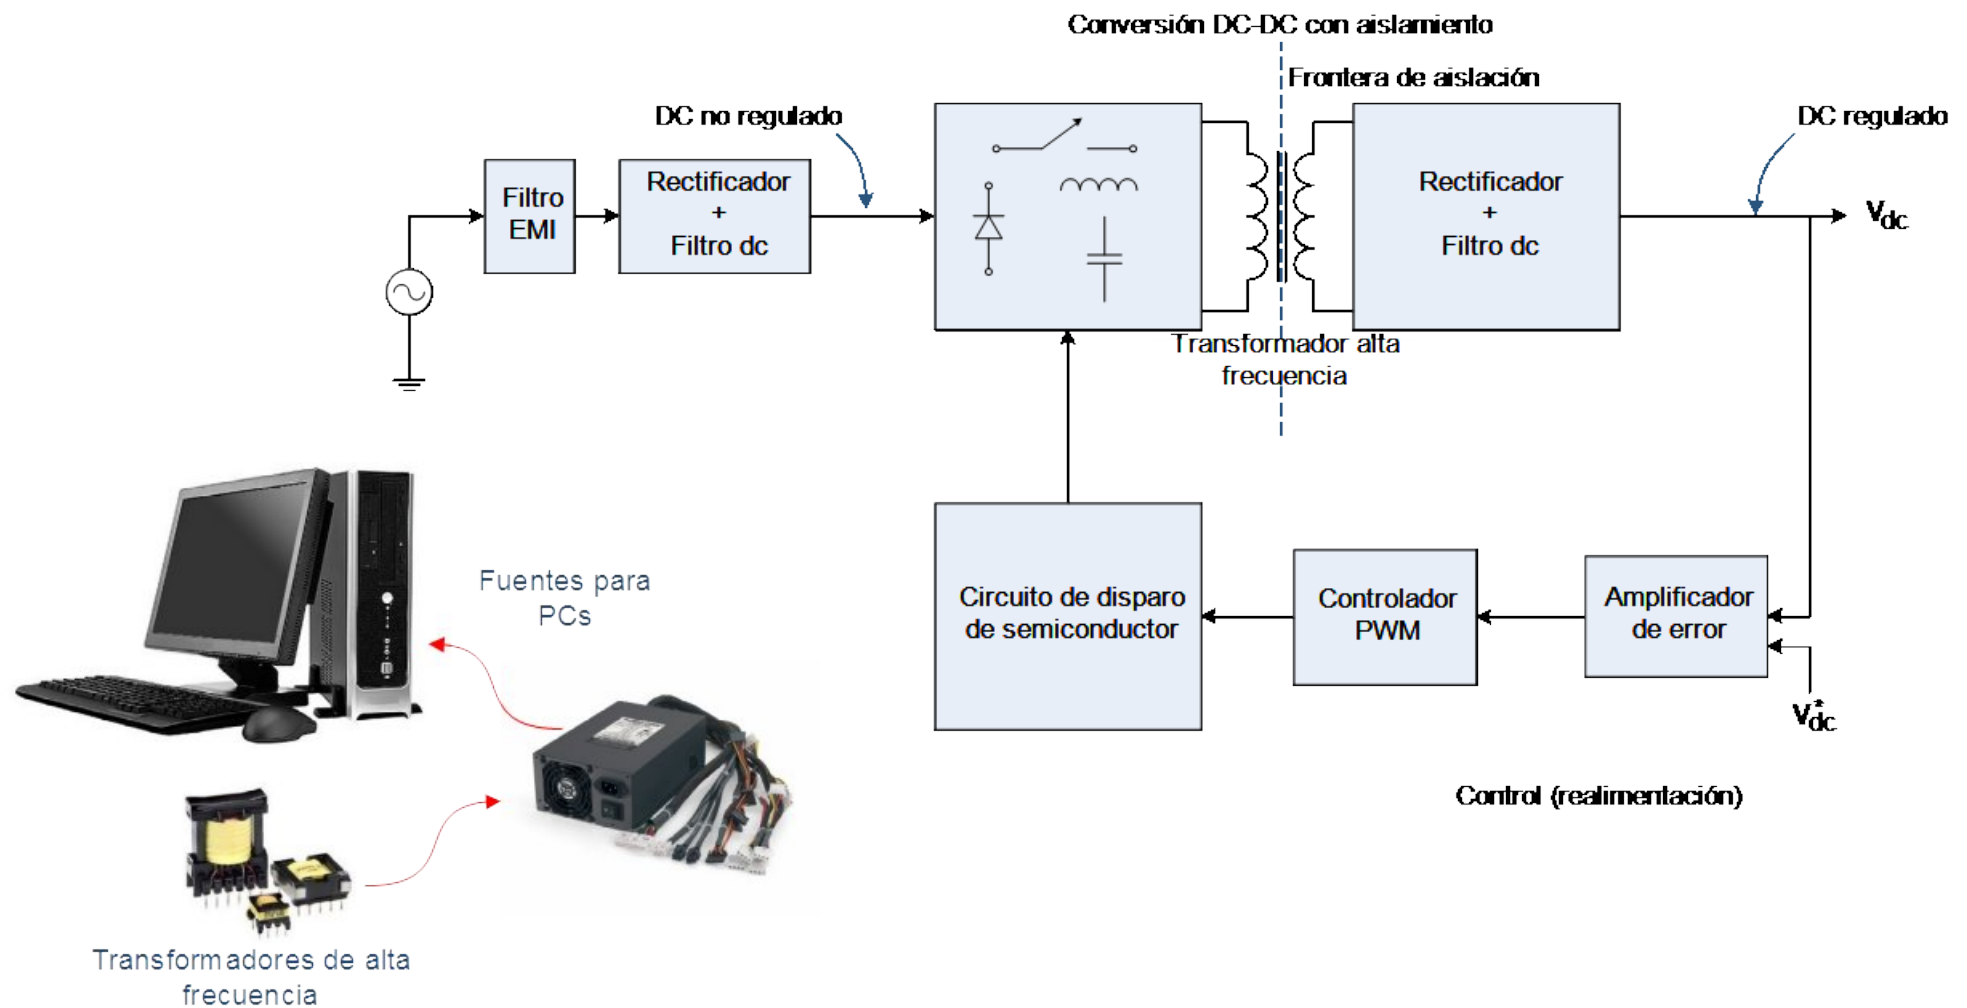 Conversión DC-DC con aislamiento
Frontera de aislación
DC no regulado
DC regulado
Filtro
EMI
Rectificador
+
Filtro dc
Rectificador
+
Filtro dc
Vdc
Transformador alta
frecuencia
Circuito de disparo
de semiconductor
Controlador
PWM
Amplificador
de error
V*dc
Control (realimentación)
Fuentes para
PCs
Transformadores de alta
frecuencia